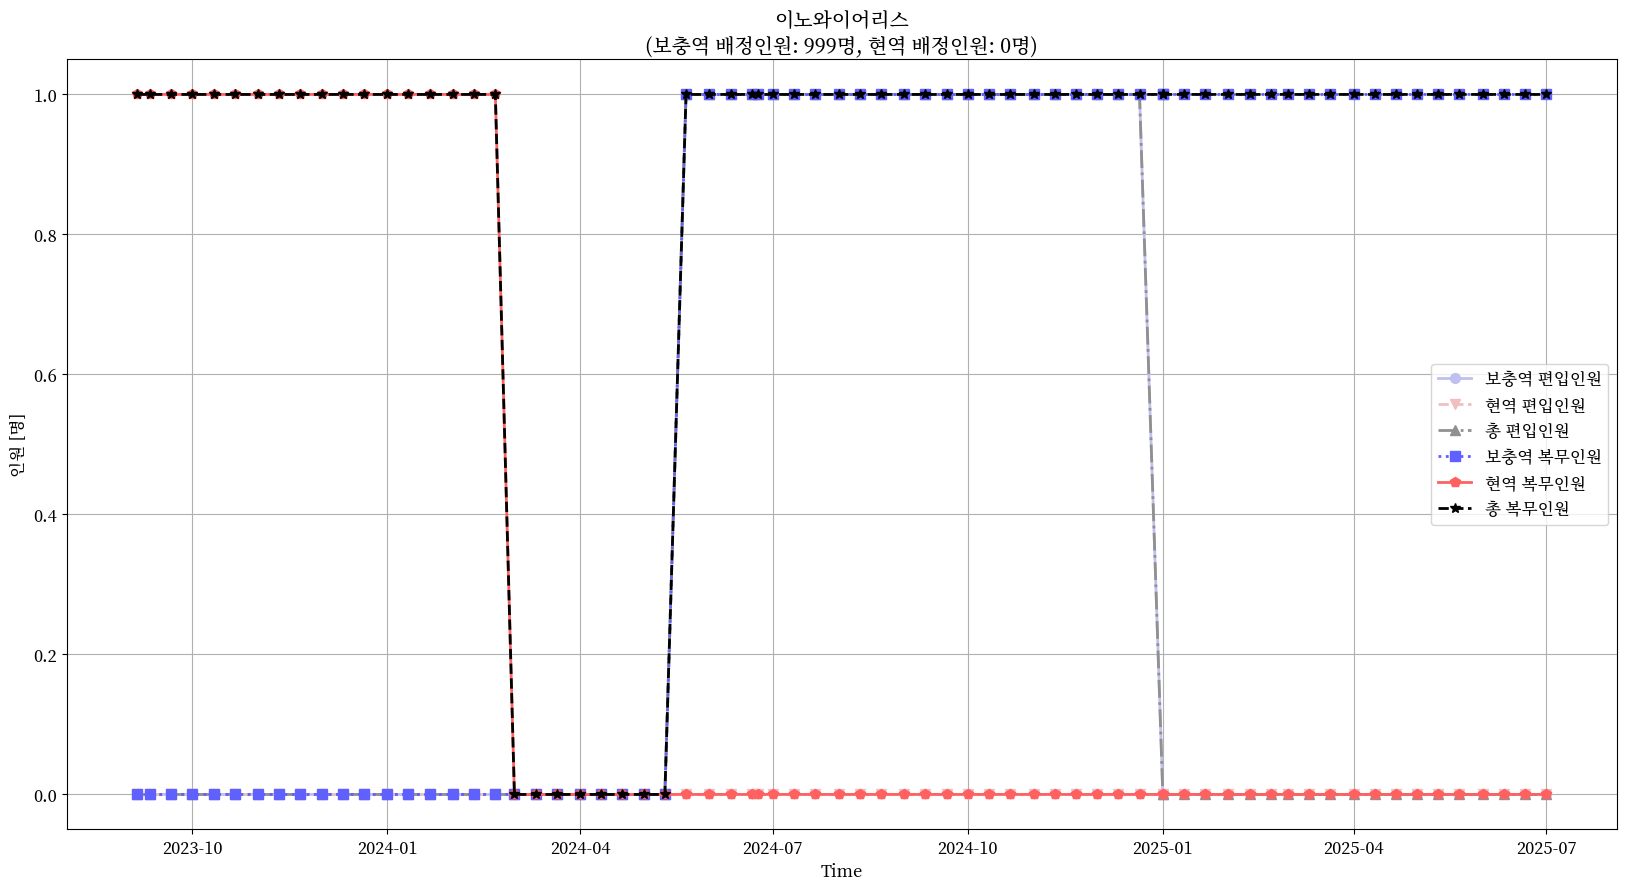 이노와이어리스
(보충역 배정인원: 999명, 현역 배정인원: 0명)
인원 [명]
1.0
0.8
0.6
0.4
0.2
0.0
보충역 편입인원
현역 편입인원
총 편입인원
보충역 복무인원
현역 복무인원
총 복무인원
2023-10
2024-01
2024-04
2024-07
2024-10
2025-01
2025-04
2025-07
Time